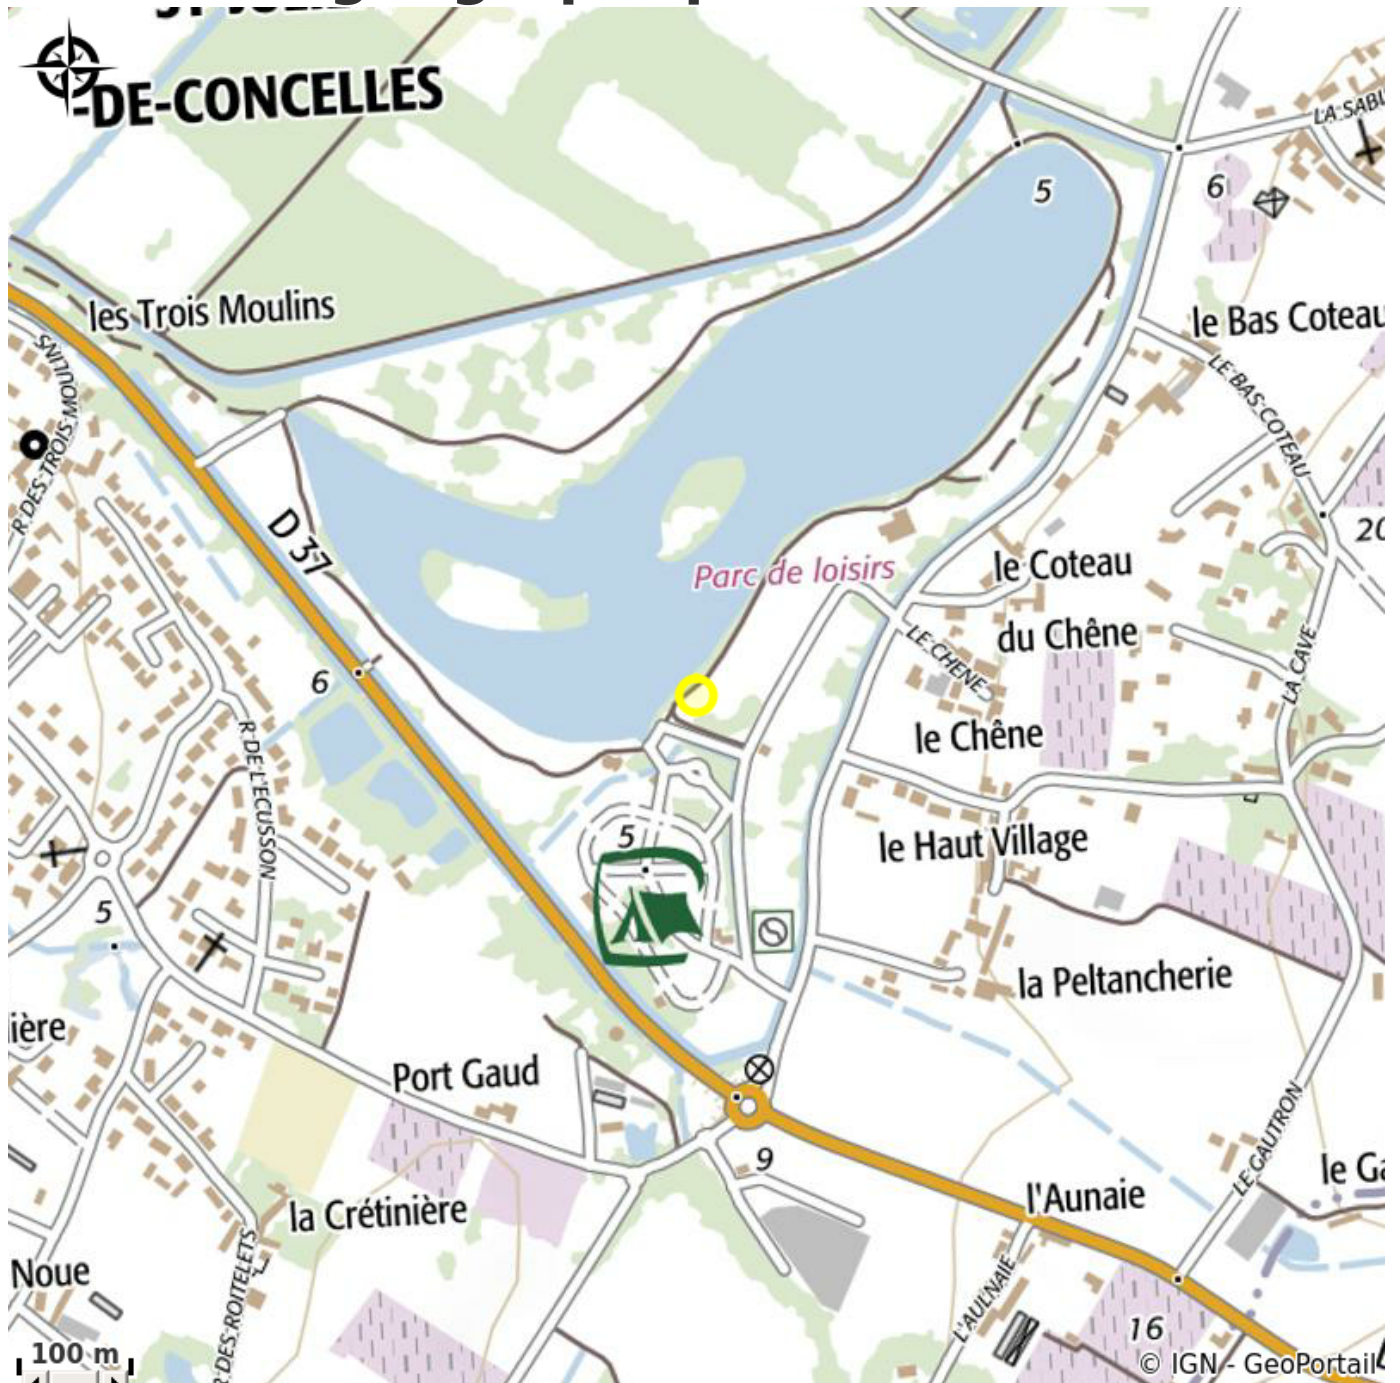 -DE-CONCELLES
LA SABL
5
6
les Trois Moulins
le Bas Coteau
R DES TROIS MOULINS
LE BAS COTEAU
D 37
20
Parc de loisirs
le Coteau
du Chêne
LE CHENE
LA CAVE
6
R DE L'ECUSSON
le Chêne
5
le Haut Village
5
la Peltancherie
ière
Port Gaud
LE GAUTRON
9
le Ga
l'Aunaie
la Crétinière
Noue
R DES ROITELETS
L'AULNAIE
16
100 m
© IGN - GeoPortail